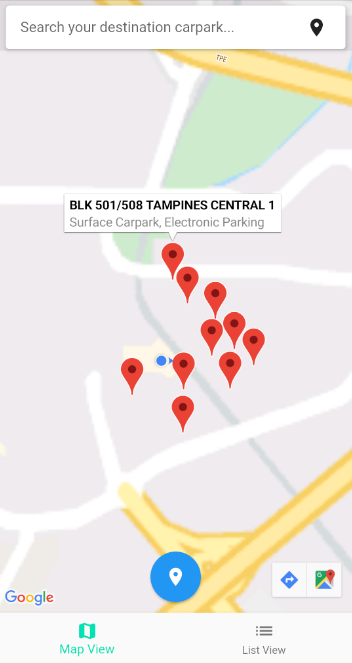 Search your destination carpark...
TPE
BLK 501/508 TAMPINES CENTRAL 1
Surface Carpark, Electronic Parking
Google
Map View
List View